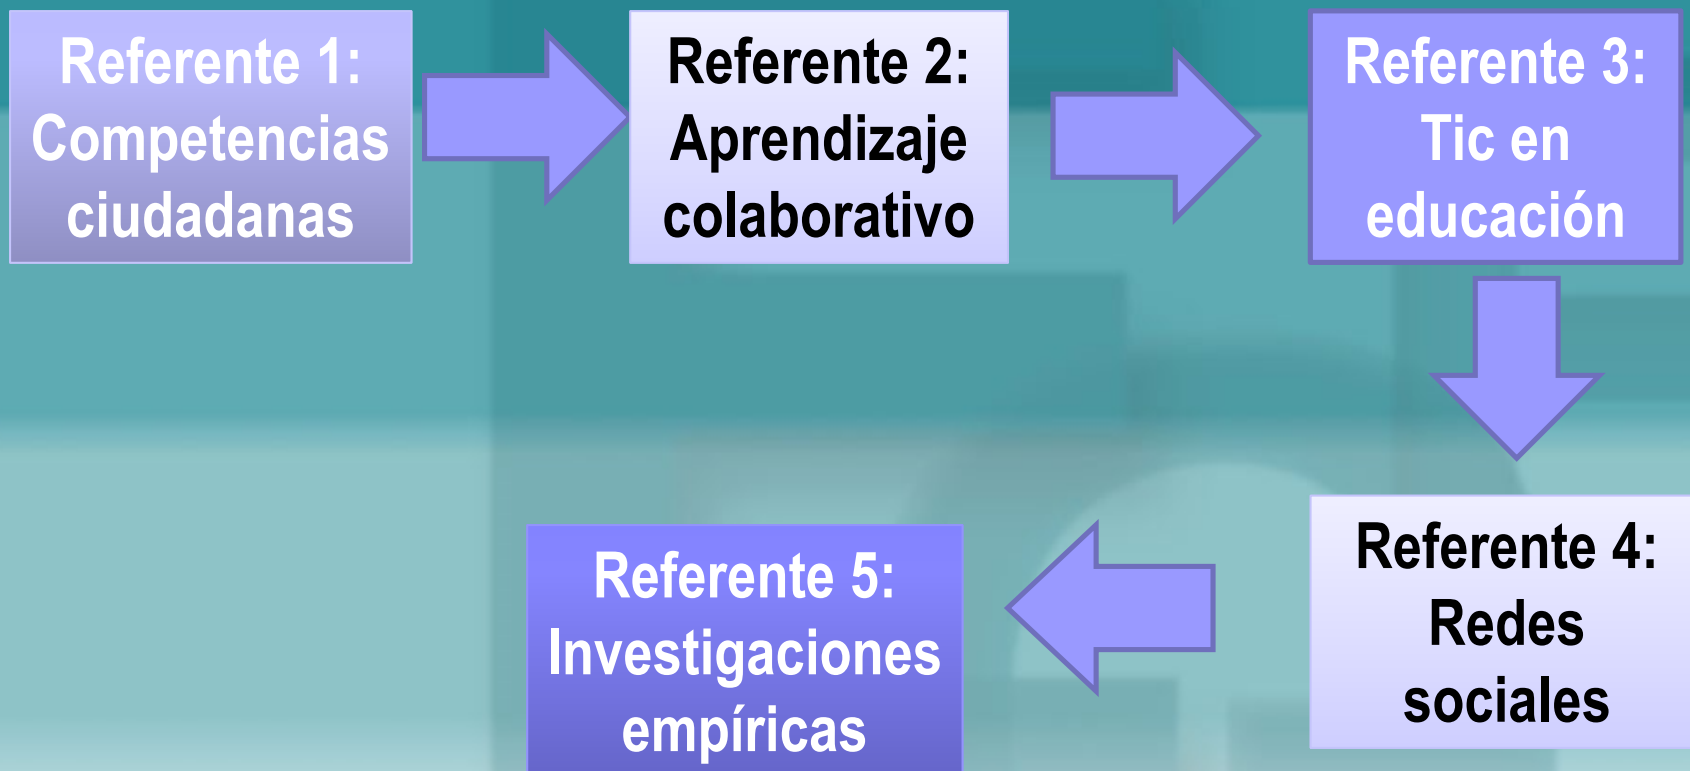 Referente 1:
Competencias
ciudadanas
Referente 2:
Aprendizaje
colaborativo
Referente 3:
Tic en
educación
Referente 4:
Redes
sociales
Referente 5:
Investigaciones
empíricas